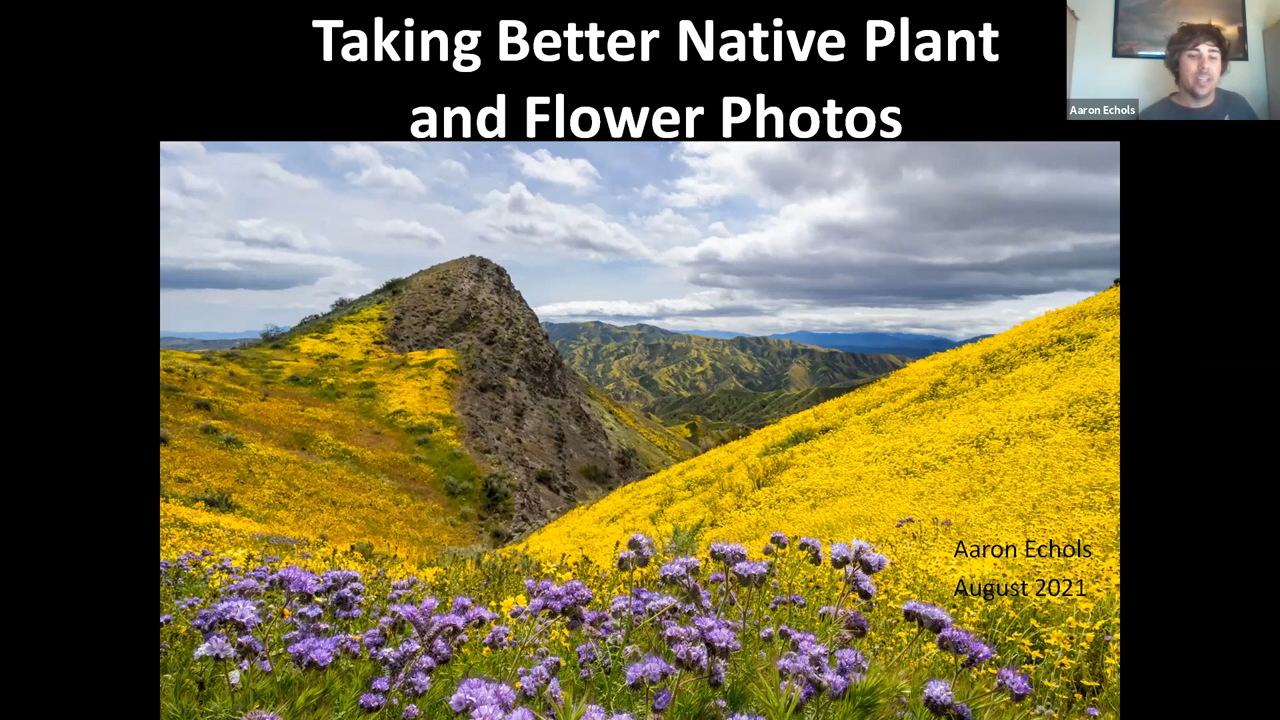 Taking Better Native Plant
and Flower Photos
Aaron Echols
Aaron Echols
August 2021